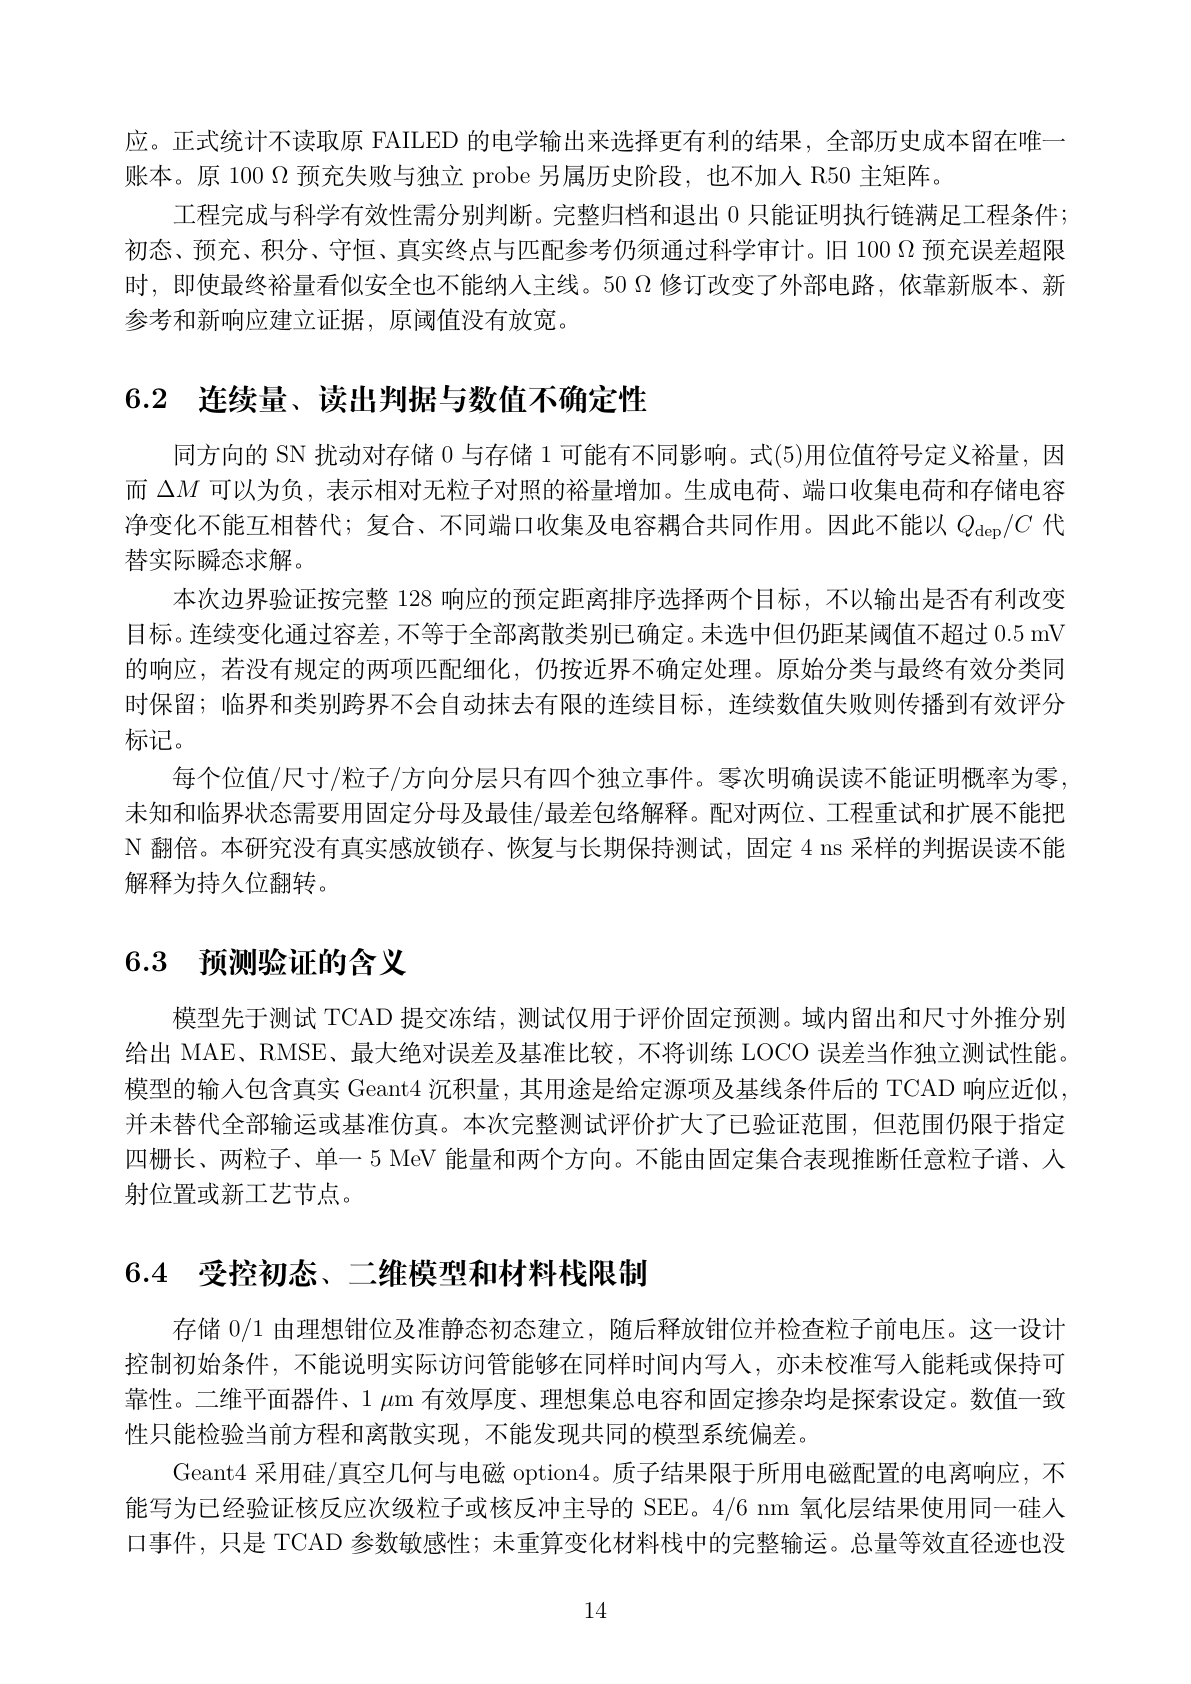 应。正式统计不读取原 FAILED 的电学输出来选择更有利的结果，全部历史成本留在唯一
账本。原 100 Ω 预充失败与独立 probe 另属历史阶段，也不加入 R50 主矩阵。
工程完成与科学有效性需分别判断。完整归档和退出 0 只能证明执行链满足工程条件；
初态、预充、积分、守恒、真实终点与匹配参考仍须通过科学审计。旧 100 Ω 预充误差超限
时，即使最终裕量看似安全也不能纳入主线。50 Ω 修订改变了外部电路，依靠新版本、新
参考和新响应建立证据，原阈值没有放宽。
6.2 连续量、读出判据与数值不确定性
同方向的 SN 扰动对存储 0 与存储 1 可能有不同影响。式(5)用位值符号定义裕量，因
而 ΔM 可以为负，表示相对无粒子对照的裕量增加。生成电荷、端口收集电荷和存储电容
净变化不能互相替代；复合、不同端口收集及电容耦合共同作用。因此不能以 Q_dep/C 代
替实际瞬态求解。
本次边界验证按完整 128 响应的预定距离排序选择两个目标，不以输出是否有利改变
目标。连续变化通过容差，不等于全部离散类别已确定。未选中但仍距某阈值不超过 0.5 mV
的响应，若没有规定的两项匹配细化，仍按近界不确定处理。原始分类与最终有效分类同
时保留；临界和类别跨界不会自动抹去有限的连续目标，连续数值失败则传播到有效评分
标记。
每个位值/尺寸/粒子/方向分层只有四个独立事件。零次明确误读不能证明概率为零，
未知和临界状态需要用固定分母及最佳/最差包络解释。配对两位、工程重试和扩展不能把
N 翻倍。本研究没有真实感放锁存、恢复与长期保持测试，固定 4 ns 采样的判据误读不能
解释为持久位翻转。
6.3 预测验证的含义
模型先于测试 TCAD 提交冻结，测试仅用于评价固定预测。域内留出和尺寸外推分别
给出 MAE、RMSE、最大绝对误差及基准比较，不将训练 LOCO 误差当作独立测试性能。
模型的输入包含真实 Geant4 沉积量，其用途是给定源项及基线条件后的 TCAD 响应近似，
并未替代全部输运或基准仿真。本次完整测试评价扩大了已验证范围，但范围仍限于指定
四栅长、两粒子、单一 5 MeV 能量和两个方向。不能由固定集合表现推断任意粒子谱、入
射位置或新工艺节点。
6.4 受控初态、二维模型和材料栈限制
存储 0/1 由理想钳位及准静态初态建立，随后释放钳位并检查粒子前电压。这一设计
控制初始条件，不能说明实际访问管能够在同样时间内写入，亦未校准写入能耗或保持可
靠性。二维平面器件、1 μm 有效厚度、理想集总电容和固定掺杂均是探索设定。数值一致
性只能检验当前方程和离散实现，不能发现共同的模型系统偏差。
Geant4 采用硅/真空几何与电磁 option4。质子结果限于所用电磁配置的电离响应，不
能写为已经验证核反应次级粒子或核反冲主导的 SEE。4/6 nm 氧化层结果使用同一硅入
口事件，只是 TCAD 参数敏感性；未重算变化材料栈中的完整输运。总量等效直径迹也没
14